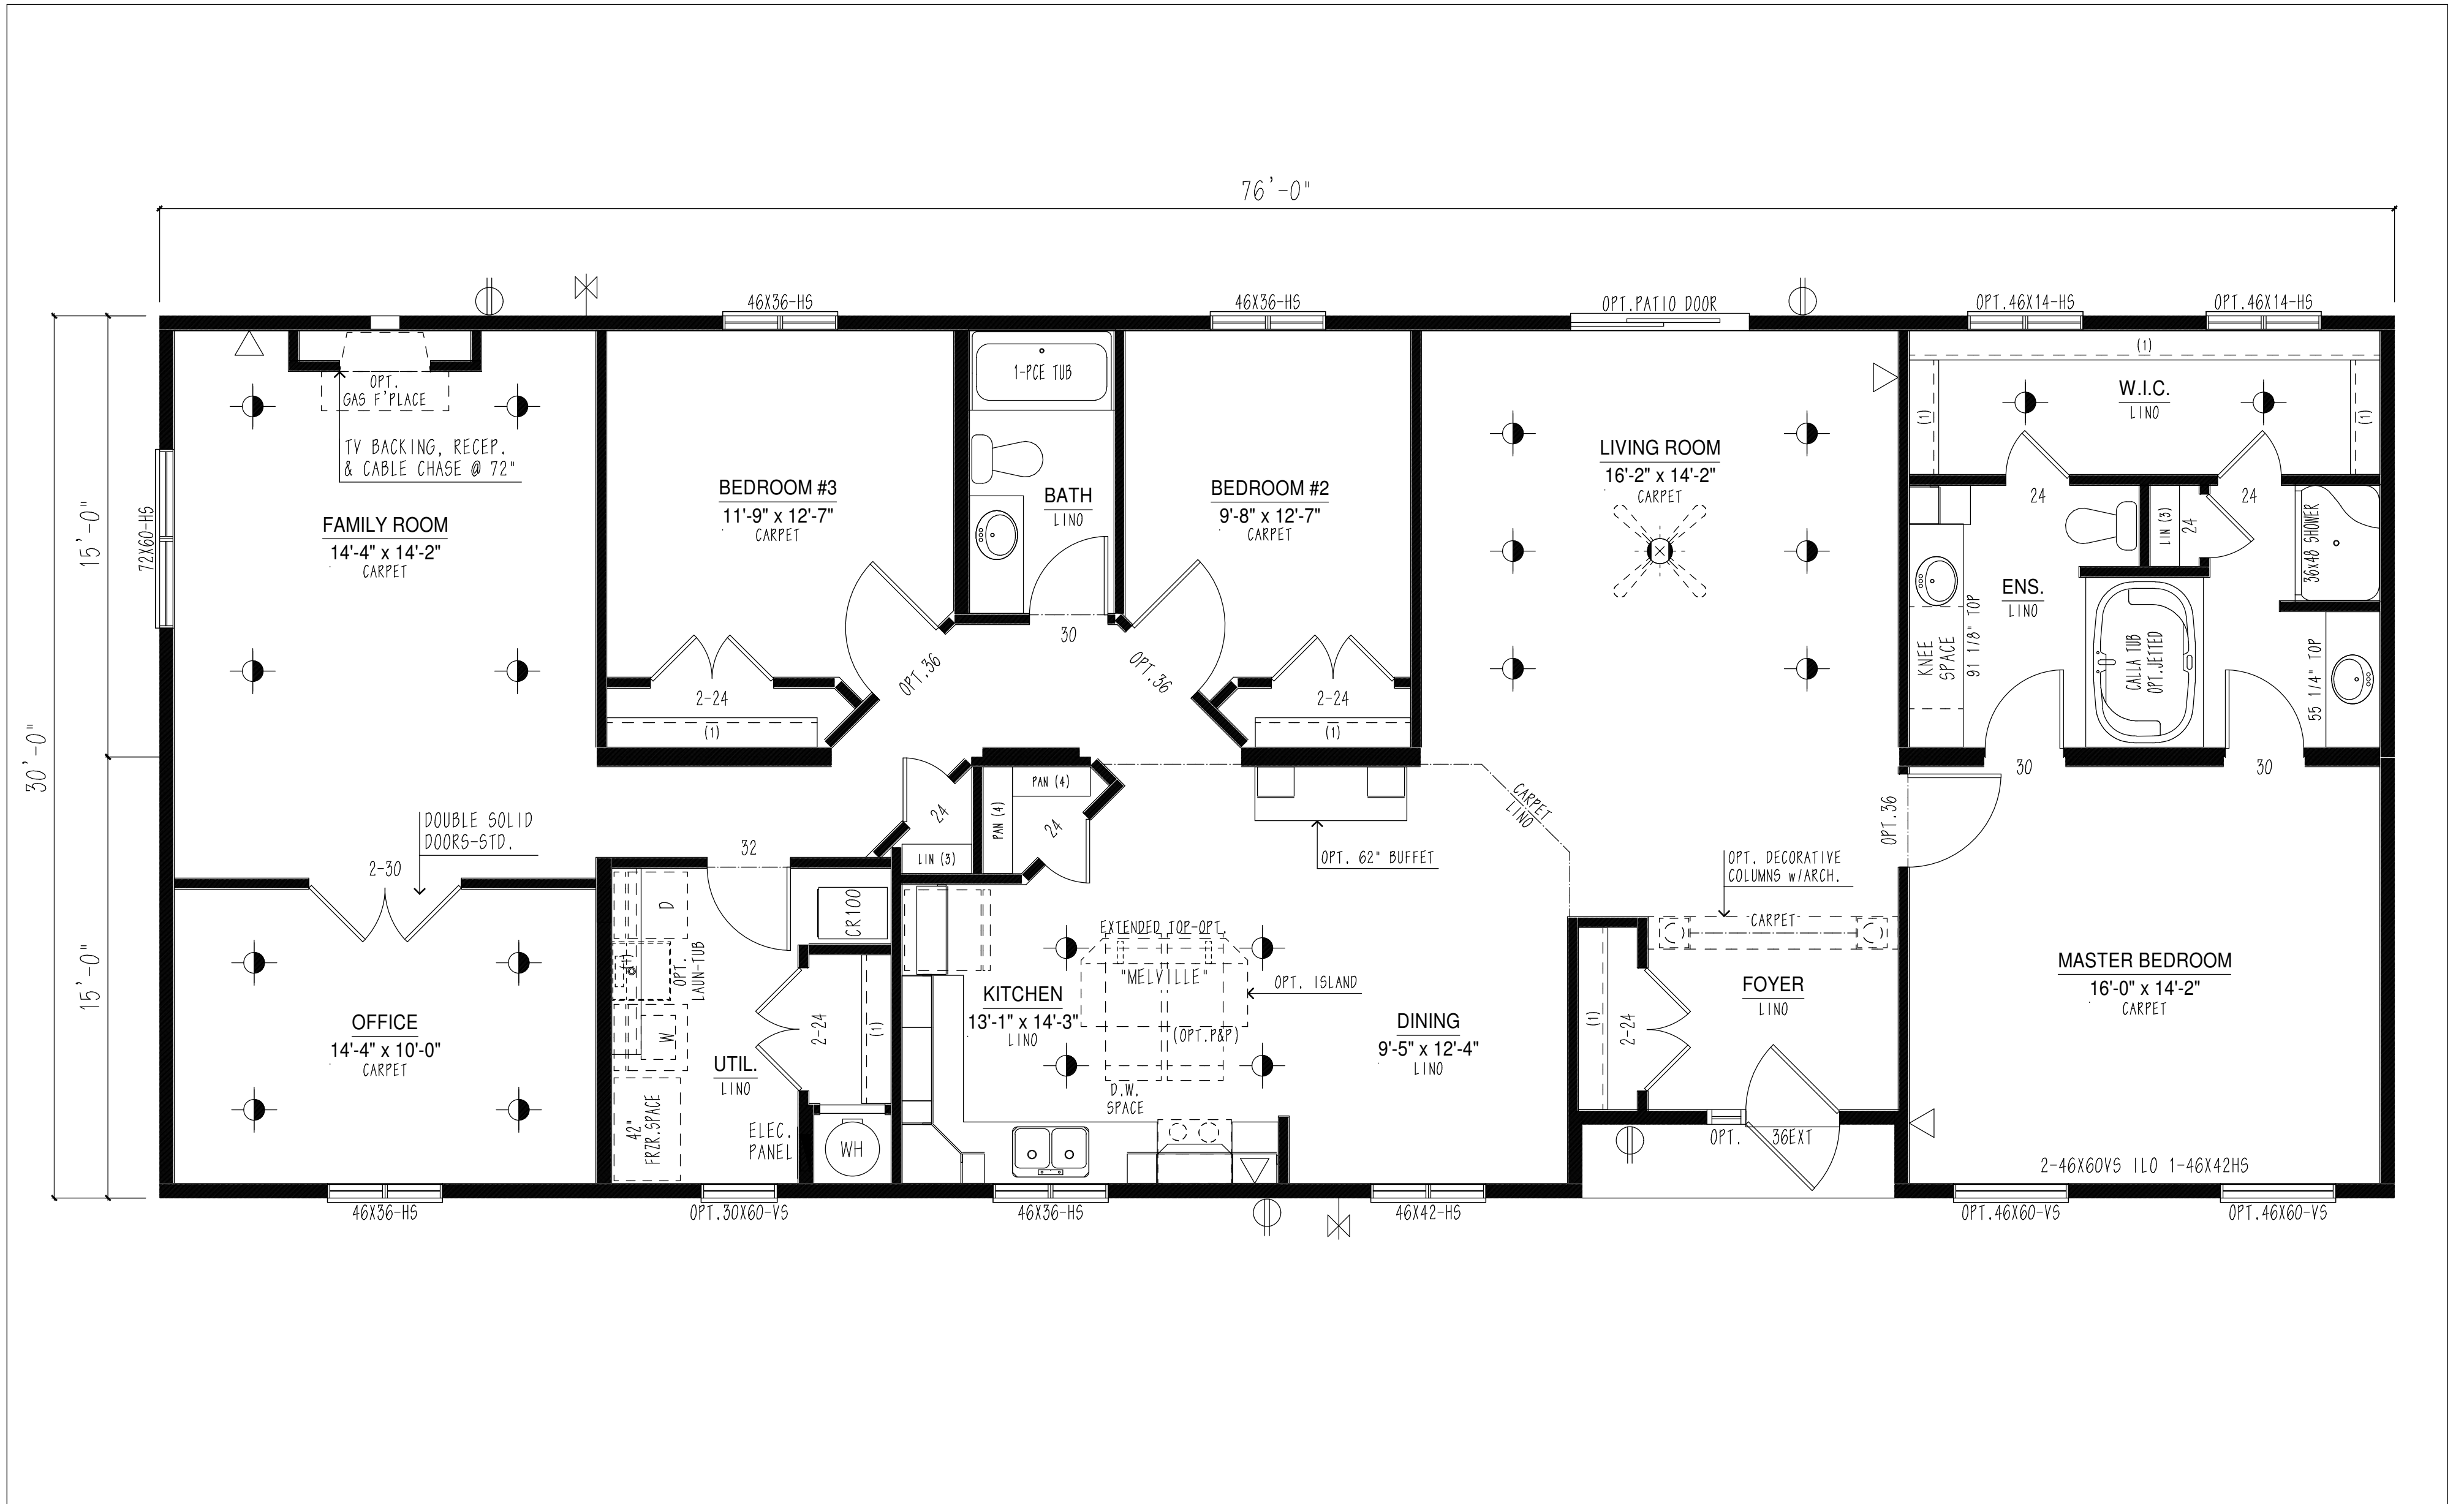 76'-0"
46X36-HS
46X36-HS
OPT.PATIO DOOR
OPT.46X14-HS
OPT.46X14-HS
30'-0"
15'-0"
15'-0"
72X60-HS
OPT.
GAS F'PLACE
TV BACKING, RECEP.
& CABLE CHASE @ 72"
FAMILY ROOM
14'-4" x 14'-2"
CARPET
BEDROOM #3
11'-9" x 12'-7"
CARPET
2-24
(1)
OPT.36
1-PCE TUB
BATH
LINO
30
BEDROOM #2
9'-8" x 12'-7"
CARPET
OPT.36
2-24
(1)
LIVING ROOM
16'-2" x 14'-2"
CARPET
(1)
(1)
W.I.C.
LINO
(1)
24
24
LIN (3)
24
36x48 SHOWER
ENS.
LINO
KNEE
SPACE
91 1/8" TOP
CALLA TUB
OPT.JETTED
55 1/4" TOP
30
30
DOUBLE SOLID
DOORS-STD.
2-30
OFFICE
14'-4" x 10'-0"
CARPET
32
24
LIN (3)
PAN (4)
PAN (4)
24
D
CR100
(1)
OPT.
LAUN-TUB
W
2-24
(1)
UTIL.
LINO
42"
FRZR.SPACE
ELEC.
PANEL
WH
OPT. 62" BUFFET
CARPET
LINO
EXTENDED TOP-OPT.
"MELVILLE"
OPT. ISLAND
KITCHEN
13'-1" x 14'-3"
LINO
(OPT.P&P)
D.W.
SPACE
DINING
9'-5" x 12'-4"
LINO
OPT. DECORATIVE
COLUMNS w/ARCH.
CARPET
OPT.36
(1)
2-24
FOYER
LINO
OPT.
36EXT
MASTER BEDROOM
16'-0" x 14'-2"
CARPET
2-46X60VS ILO 1-46X42HS
46X36-HS
OPT.30X60-VS
46X36-HS
46X42-HS
OPT.46X60-VS
OPT.46X60-VS